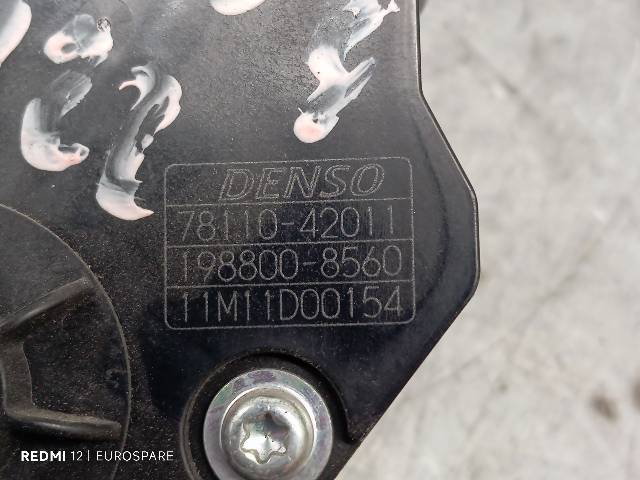 DENSO
78110-42011
198800-8560
11M11D00154
REDMI 12 | EUROSPARE